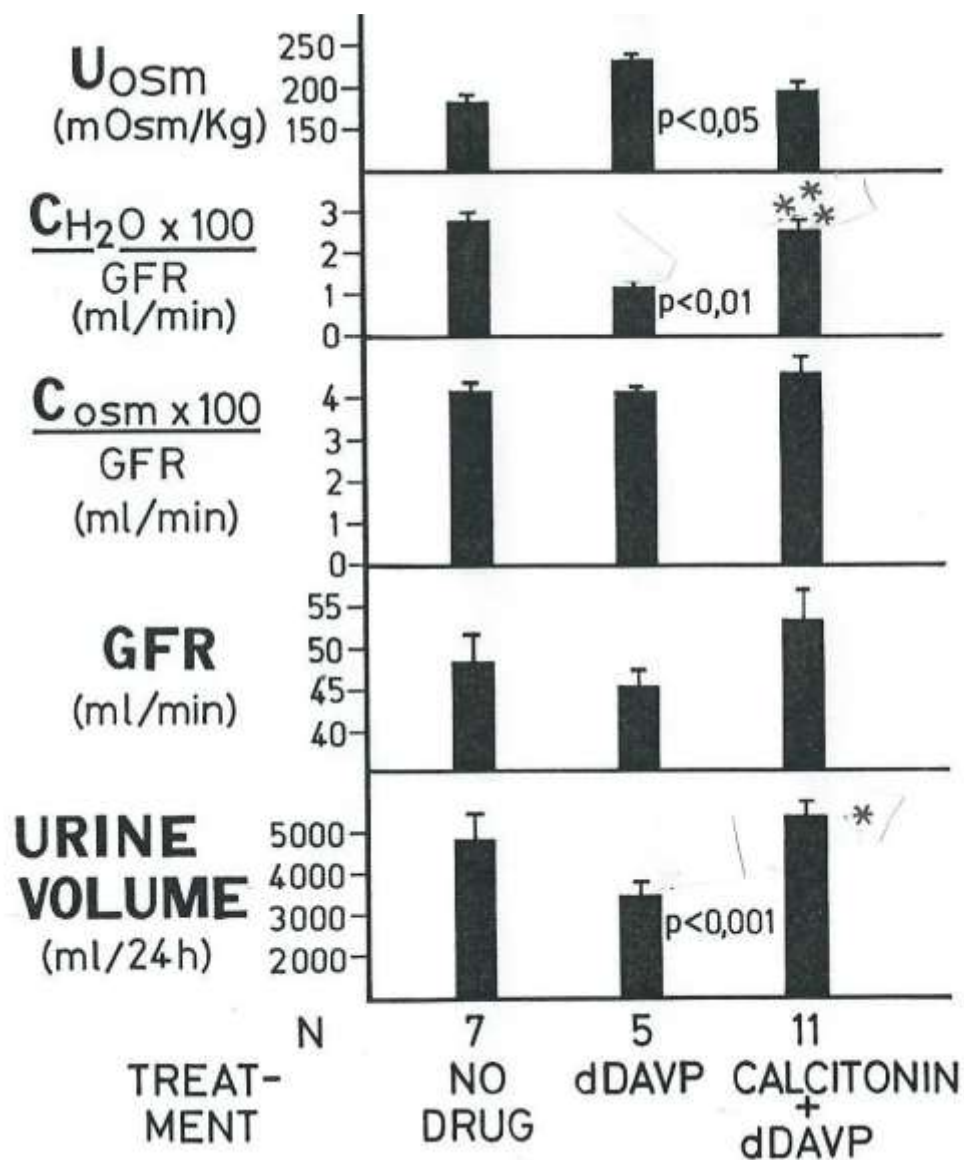 Uosm
(mOsm/Kg)
250
200
150
p<0,05
CH2O x 100
GFR
(ml/min)
3
2
1
0
p<0,01
* * *
Cosm x 100
GFR
(ml/min)
4
3
2
1
0
GFR
(ml/min)
55
50
45
40
URINE
VOLUME
(ml/24h)
5000
4000
3000
2000
p<0,001
*
N 7 5 11
TREAT-
MENT
NO
DRUG
dDAVP
CALCITONIN
+
dDAVP